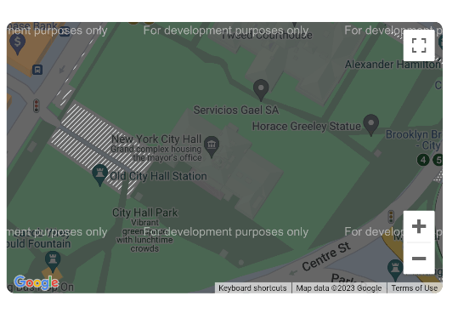 ase Bank
ment purposes only
For development purposes only
For develop
Tweed Courthouse
Alexander Hamilton
Servicios Gael SA
Horace Greeley Statue
New York City Hall
Grand complex housing
the mayor's office
Brooklyn Br
City
4 5
Old City Hall Station
City Hall Park
Vibrant
green
with lunchtime
crowds
ment purposes only
For development purposes only
For develop
ould Fountain
Centre St
Park
Google
Keyboard shortcuts
Map data ©2023 Google
Terms of Use